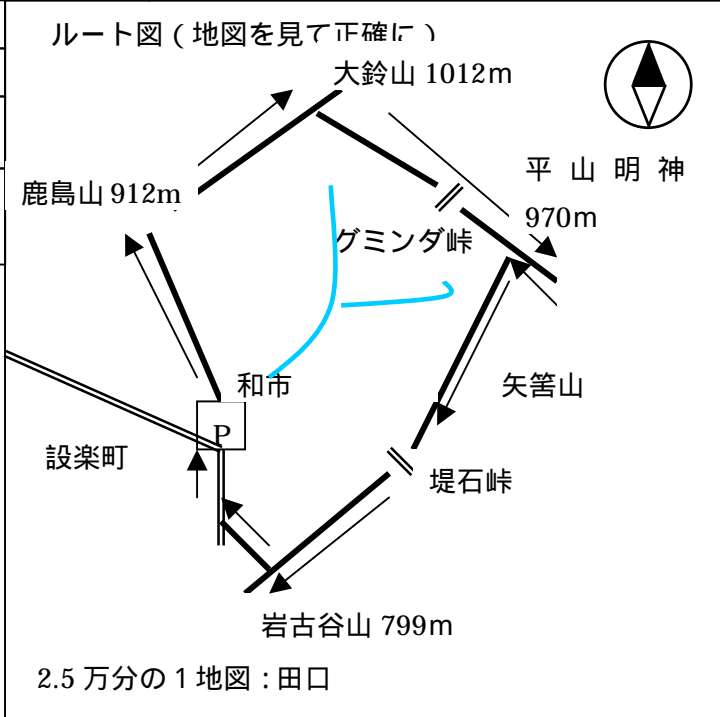 ルート図(地図を見て正確に)
大鈴山 1012m
平山明神
970m
鹿島山 912m
グミンダ峠
和市
P
矢筈山
設楽町
堤石峠
岩古谷山 799m
2.5 万分の1地図:田口